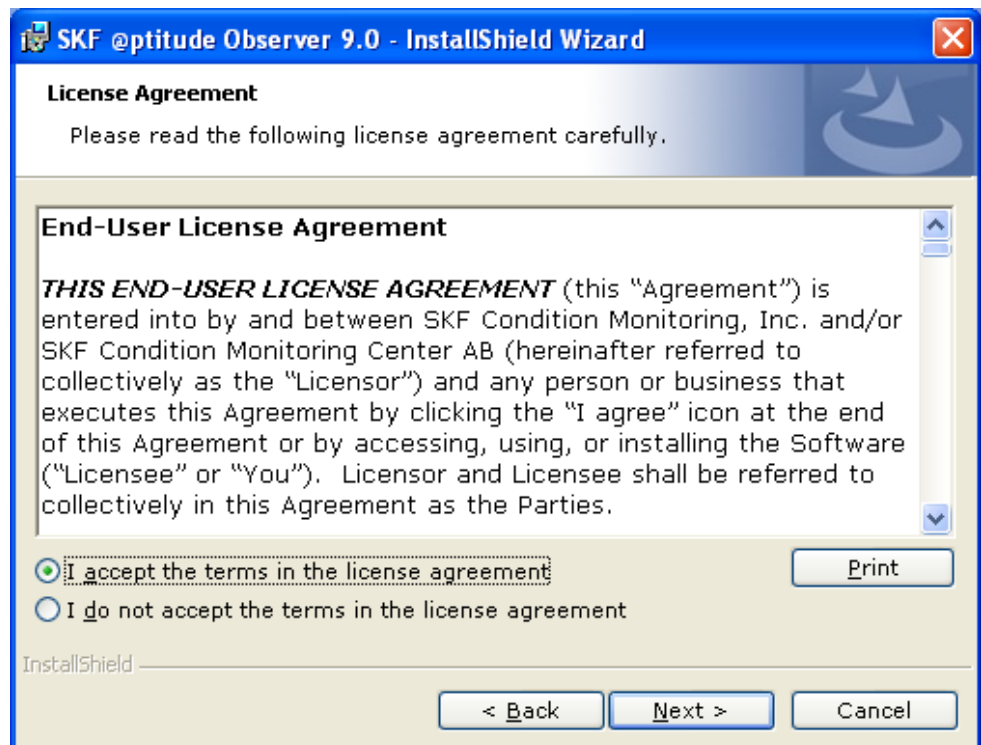 SKF @ptitude Observer 9.0 - InstallShield Wizard
License Agreement
Please read the following license agreement carefully.
End-User License Agreement
THIS END-USER LICENSE AGREEMENT (this “Agreement”) is
entered into by and between SKF Condition Monitoring, Inc. and/or
SKF Condition Monitoring Center AB (hereinafter referred to
collectively as the “Licensor”) and any person or business that
executes this Agreement by clicking the “I agree” icon at the end
of this Agreement or by accessing, using, or installing the Software
(“Licensee” or “You”).  Licensor and Licensee shall be referred to
collectively in this Agreement as the Parties.
I accept the terms in the license agreement
Print
I do not accept the terms in the license agreement
InstallShield
< Back
Next >
Cancel